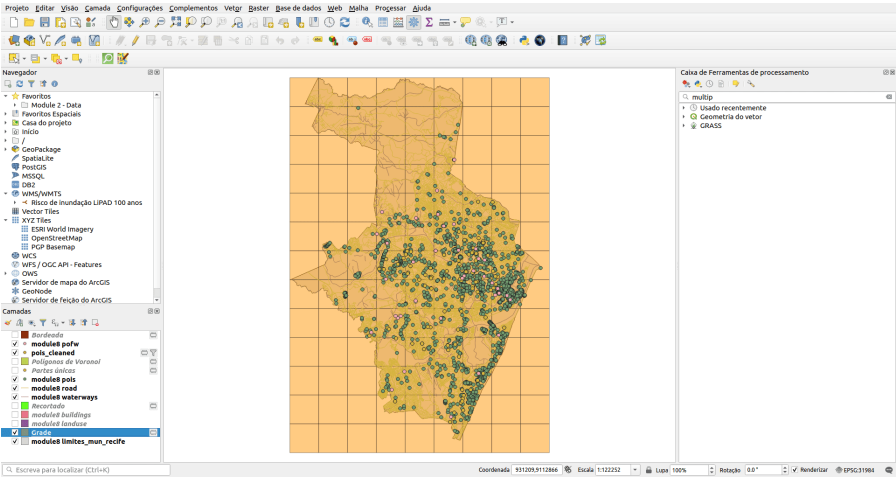 Projeto Editar Visão Camada Configurações Complementos Vetor Raster Base de dados Web Malha Processar Ajuda
Navegador
Favoritos
Module 2 - Data
Favoritos Espaciais
Casa do projeto
Início
/
GeoPackage
SpatiaLite
PostGIS
MSSQL
DB2
WMS/WMTS
Risco de inundação LiPAD 100 anos
Vector Tiles
XYZ Tiles
ESRI World Imagery
OpenStreetMap
PGP Basemap
WCS
WFS / OGC API - Features
OWS
Servidor de mapa do ArcGIS
GeoNode
Servidor de feição do ArcGIS
Camadas
Bordeada
module8 pofw
pois_cleaned
Polígonos de Voronoi
Partes únicas
module8 pois
module8 road
module8 waterways
Recortado
module8 buildings
module8 landuse
Grade
module8 limites_mun_recife
Caixa de Ferramentas de processamento
multip
Usado recentemente
Geometria do vetor
GRASS
Escreva para localizar (Ctrl+K)
Coordenada 931209,9112866 Escala 1:122252 Lupa 100% Rotação 0.0° Renderizar EPSG:31984